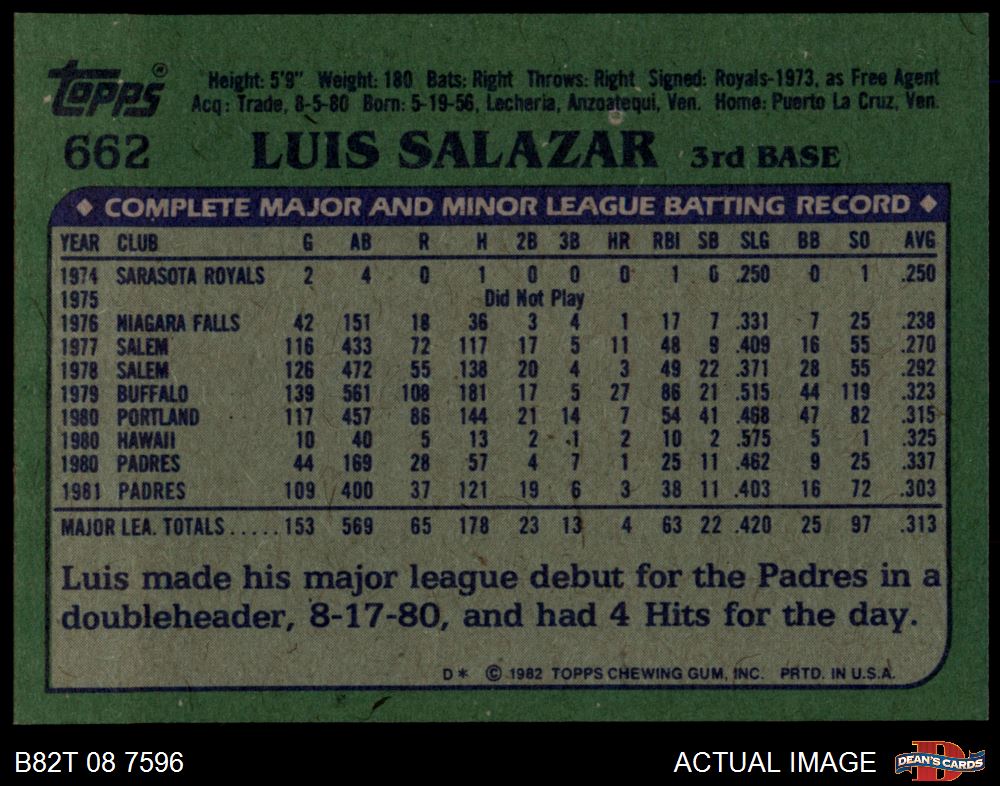 Topps ®
Height: 5'9" Weight: 180 Bats: Right Throws: Right Signed: Royals-1973, as Free Agent
Acq: Trade, 8-5-80 Born: 5-19-56, Lecheria, Anzoatequi, Ven. Home: Puerto La Cruz, Ven.
662 LUIS SALAZAR 3rd BASE
◆ COMPLETE MAJOR AND MINOR LEAGUE BATTING RECORD ◆
YEAR CLUB G AB R H 2B 3B HR RBI SB SLG BB SO AVG
1974 SARASOTA ROYALS 2 4 0 1 0 0 0 1 0 .250 0 1 .250
1975 Did Not Play
1976 NIAGARA FALLS 42 151 18 36 3 4 1 17 7 .331 7 25 .238
1977 SALEM 116 433 72 117 17 5 11 48 9 .409 16 55 .270
1978 SALEM 126 472 55 138 20 4 3 49 22 .371 28 55 .292
1979 BUFFALO 139 561 108 181 17 5 27 86 21 .515 44 119 .323
1980 PORTLAND 117 457 86 144 21 14 7 54 41 .468 47 82 .315
1980 HAWAII 10 40 5 13 2 1 2 10 2 .575 5 1 .325
1980 PADRES 44 169 28 57 4 7 1 25 11 .462 9 25 .337
1981 PADRES 109 400 37 121 19 6 3 38 11 .403 16 72 .303
MAJOR LEA. TOTALS ..... 153 569 65 178 23 13 4 63 22 .420 25 97 .313
Luis made his major league debut for the Padres in a
doubleheader, 8-17-80, and had 4 Hits for the day.
D* © 1982 TOPPS CHEWING GUM, INC. PRTD. IN U.S.A.
B82T 08 7596 ACTUAL IMAGE D DEAN'S CARDS